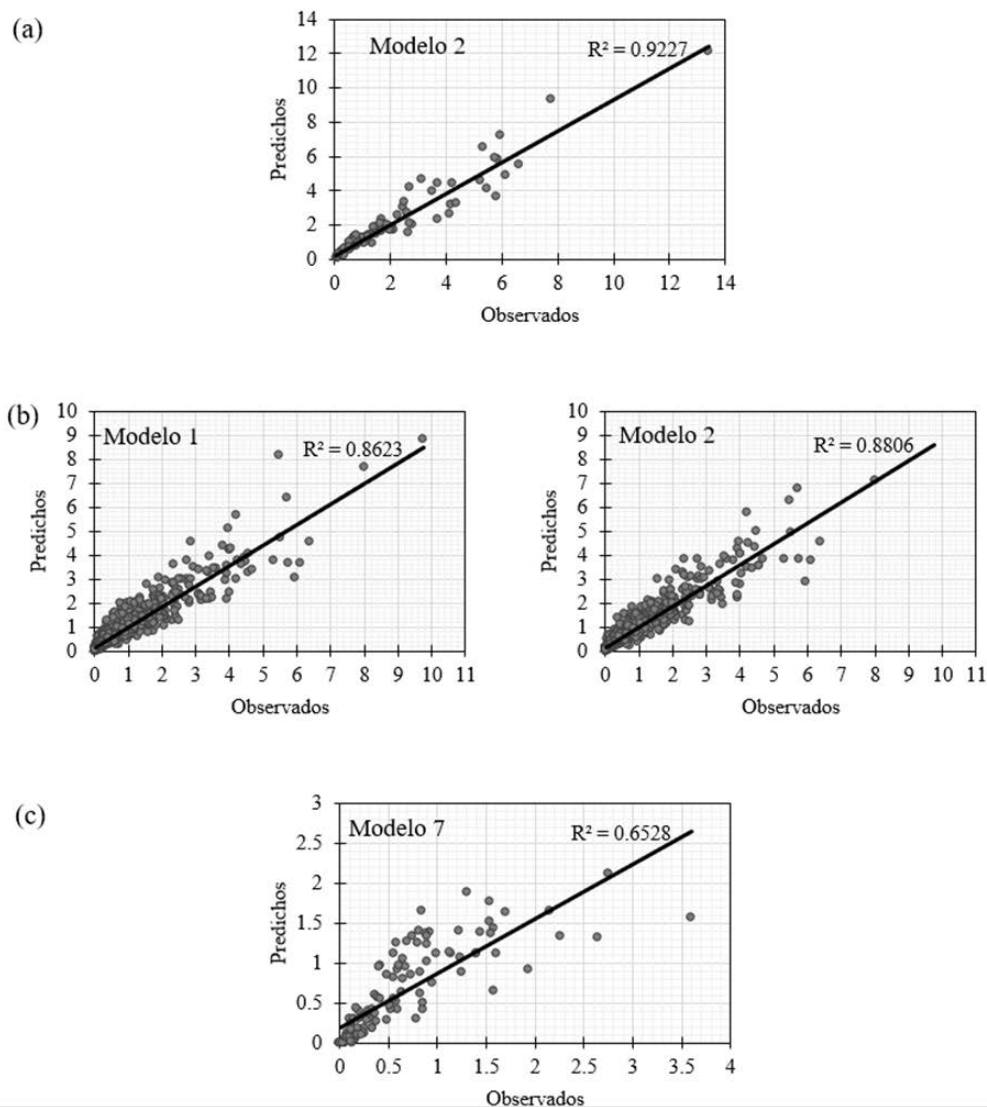 (a)
Modelo 2
R² = 0.9227
14
12
10
8
6
4
2
0
Predichos
0 2 4 6 8 10 12 14
Observados
(b)
Modelo 1
R² = 0.8623
10
9
8
7
6
5
4
3
2
1
0
Predichos
0 1 2 3 4 5 6 7 8 9 10 11
Observados
Modelo 2
R² = 0.8806
10
9
8
7
6
5
4
3
2
1
0
Predichos
0 1 2 3 4 5 6 7 8 9 10 11
Observados
(c)
Modelo 7
R² = 0.6528
3
2.5
2
1.5
1
0.5
0
Predichos
0 0.5 1 1.5 2 2.5 3 3.5 4
Observados